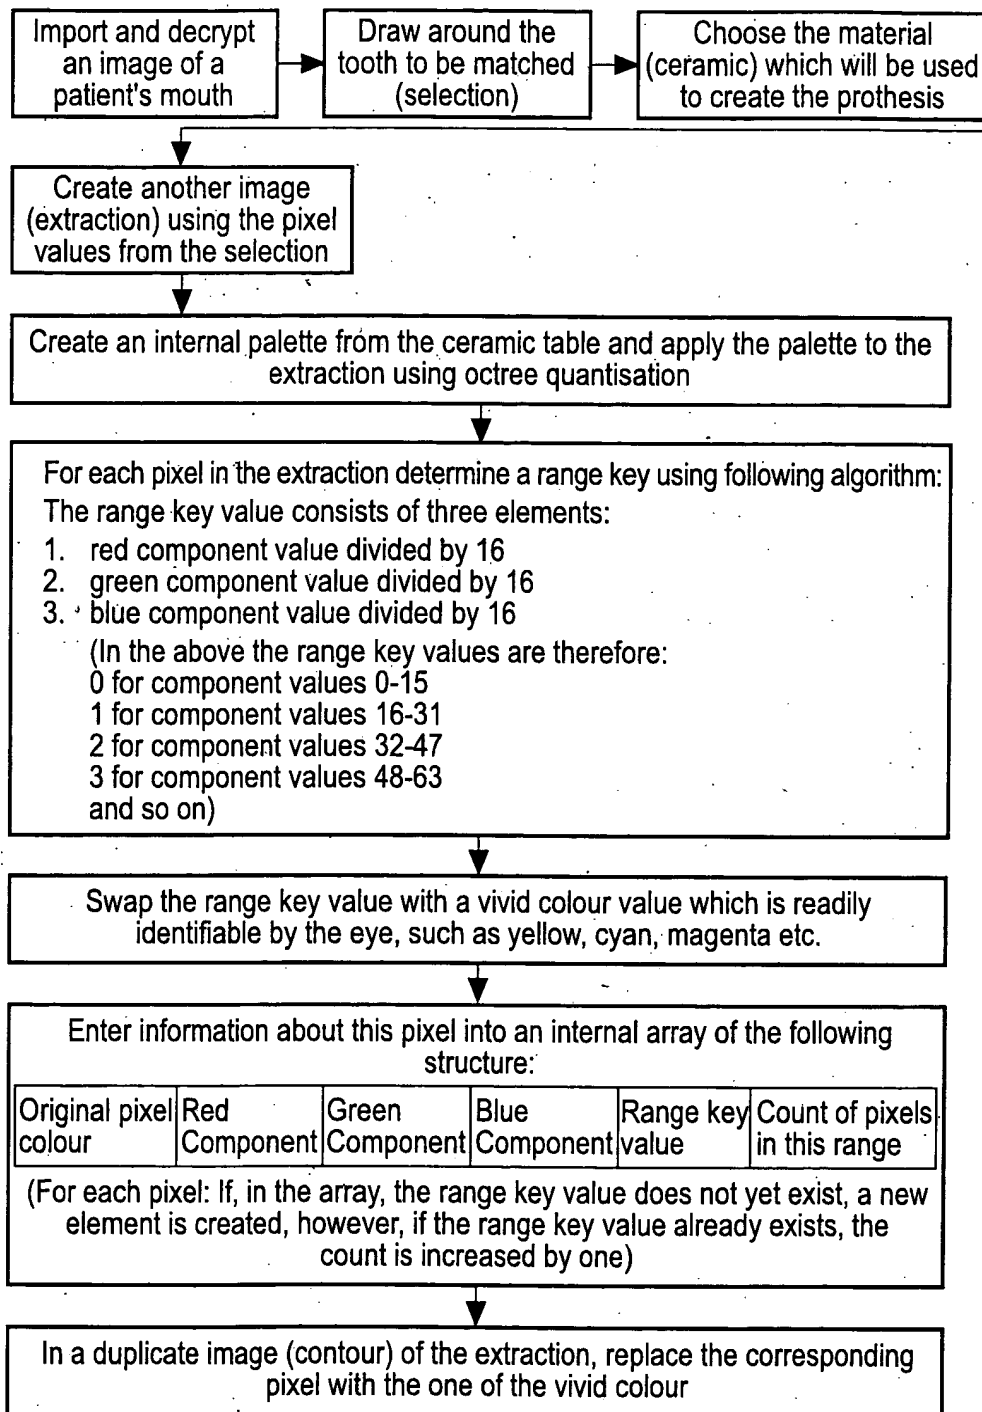 Import and decrypt
an image of a
patient's mouth
Draw around the
tooth to be matched
(selection)
Choose the material
(ceramic) which will be used
to create the prothesis
Create another image
(extraction) using the pixel
values from the selection
Create an internal palette from the ceramic table and apply the palette to the
extraction using octree quantisation
For each pixel in the extraction determine a range key using following algorithm:
The range key value consists of three elements:
1. red component value divided by 16
2. green component value divided by 16
3. blue component value divided by 16
(In the above the range key values are therefore:
0 for component values 0-15
1 for component values 16-31
2 for component values 32-47
3 for component values 48-63
and so on)
Swap the range key value with a vivid colour value which is readily
identifiable by the eye, such as yellow, cyan, magenta etc.
Enter information about this pixel into an internal array of the following
structure:
Original pixel
colour
Red
Component
Green
Component
Blue
Component
Range key
value
Count of pixels
in this range
(For each pixel: If, in the array, the range key value does not yet exist, a new
element is created, however, if the range key value already exists, the
count is increased by one)
In a duplicate image (contour) of the extraction, replace the corresponding
pixel with the one of the vivid colour